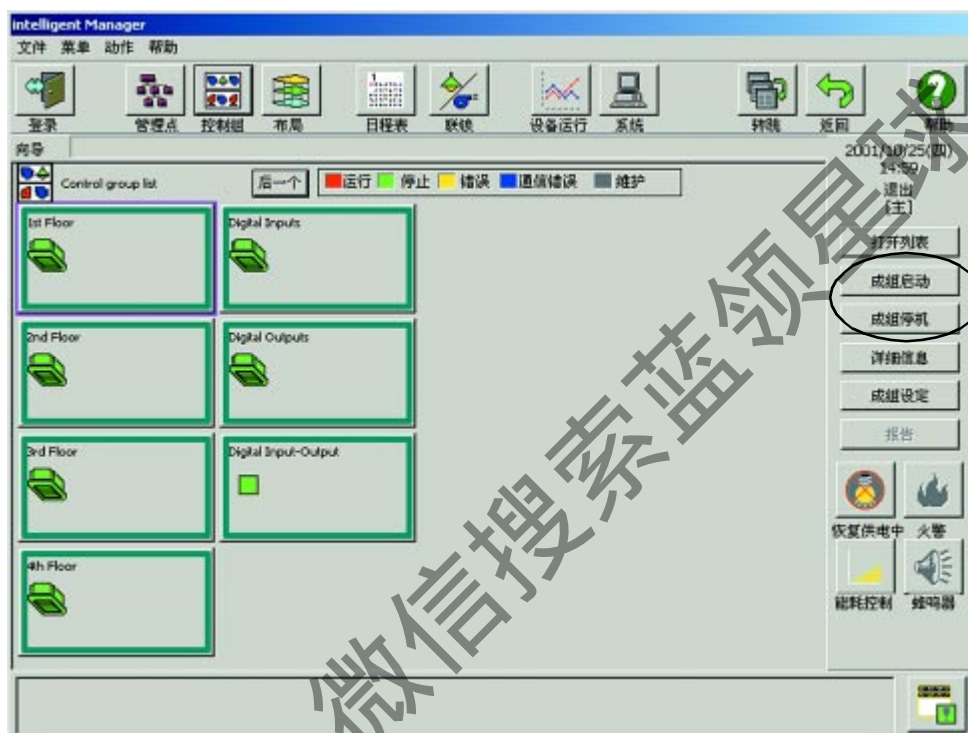 intelligent Manager
文件 菜单 动作 帮助
登录 管理点 控制组 布局 日程表 联锁 设备运行 系统 转跳 返回 帮助
向导
2001/10/25(四)
14:59
退出
[主]
Control group list
后一个
运行 停止 错误 通信错误 维护
1st Floor
Digital Inputs
2nd Floor
Digital Outputs
3rd Floor
Digital Input-Output
4th Floor
打开列表
成组启动
成组停机
详细信息
成组设定
报告
恢复供电中 火警
能耗控制 蜂鸣器
微信搜索蓝领星球